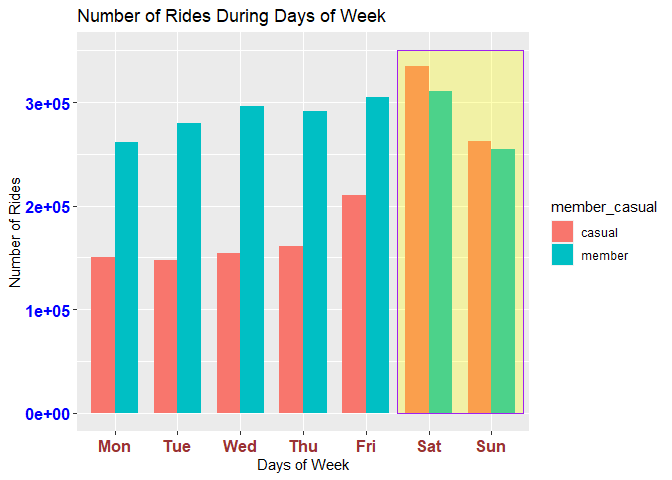 Number of Rides During Days of Week
Number of Rides
3e+05
2e+05
1e+05
0e+00
Mon Tue Wed Thu Fri Sat Sun
Days of Week
member_casual
casual
member